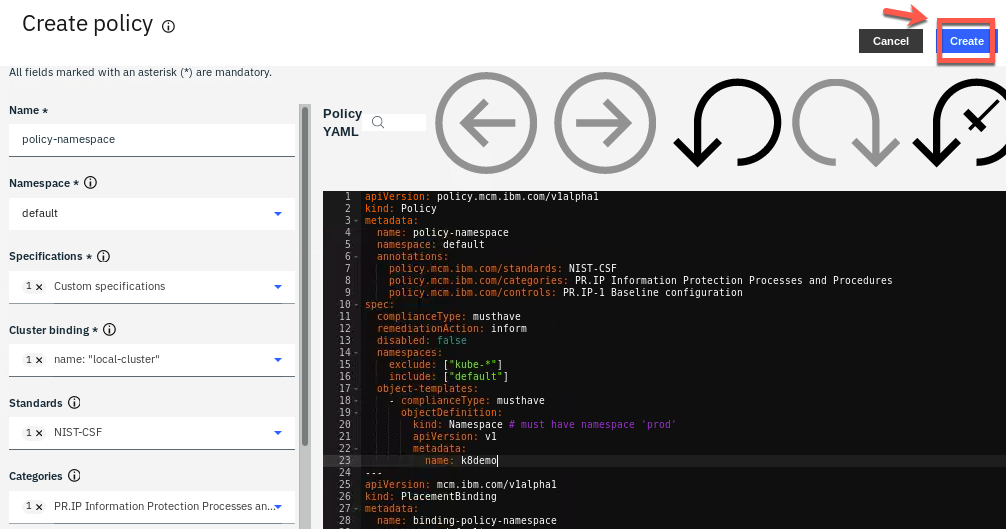 Create policy
Cancel
Create
All fields marked with an asterisk (*) are mandatory.
Name *
policy-namespace
Namespace *
default
Specifications *
1 × Custom specifications
Cluster binding *
1 × name: "local-cluster"
Standards
1 × NIST-CSF
Categories
1 × PR.IP Information Protection Processes an...
Policy
YAML
1 apiVersion: policy.mcm.ibm.com/v1alpha1
2 kind: Policy
3 metadata:
4 name: policy-namespace
5 namespace: default
6 annotations:
7 policy.mcm.ibm.com/standards: NIST-CSF
8 policy.mcm.ibm.com/categories: PR.IP Information Protection Processes and Procedures
9 policy.mcm.ibm.com/controls: PR.IP-1 Baseline configuration
10 spec:
11 complianceType: musthave
12 remediationAction: inform
13 disabled: false
14 namespaces:
15 exclude: ["kube-*"]
16 include: ["default"]
17 object-templates:
18 - complianceType: musthave
19 objectDefinition:
20 kind: Namespace # must have namespace 'prod'
21 apiVersion: v1
22 metadata:
23 name: k8demo
24 ---
25 apiVersion: mcm.ibm.com/v1alpha1
26 kind: PlacementBinding
27 metadata:
28 name: binding-policy-namespace